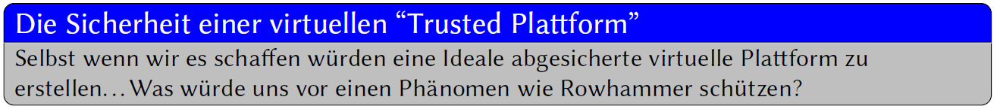 Die Sicherheit einer virtuellen “Trusted Plattform”
Selbst wenn wir es schaffen würden eine Ideale abgesicherte virtuelle Plattform zu
erstellen… Was würde uns vor einen Phänomen wie Rowhammer schützen?